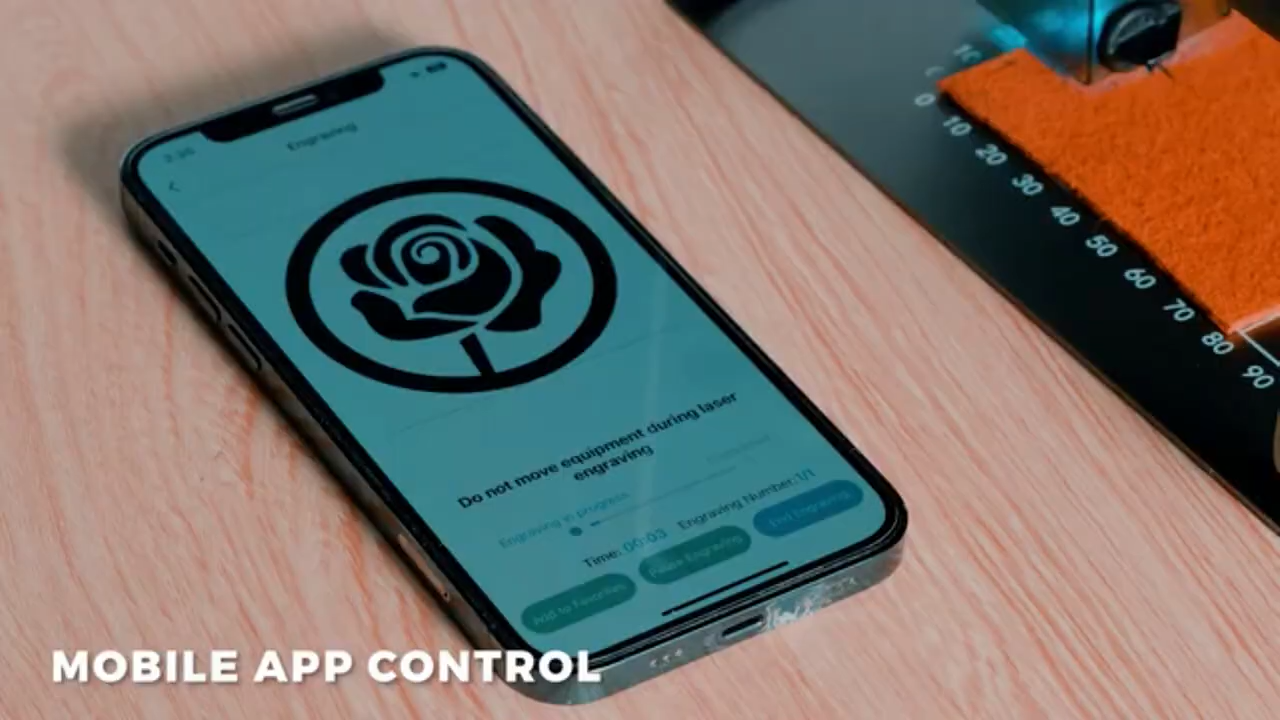 Engraving
Do not move equipment during laser
engraving
Engraving in progress
Time: 00:03 Engraving Number:1/1
Add to Favorites
Pause Engraving
End Engraving
0
10
20
30
40
50
60
70
80
90
MOBILE APP CONTROL